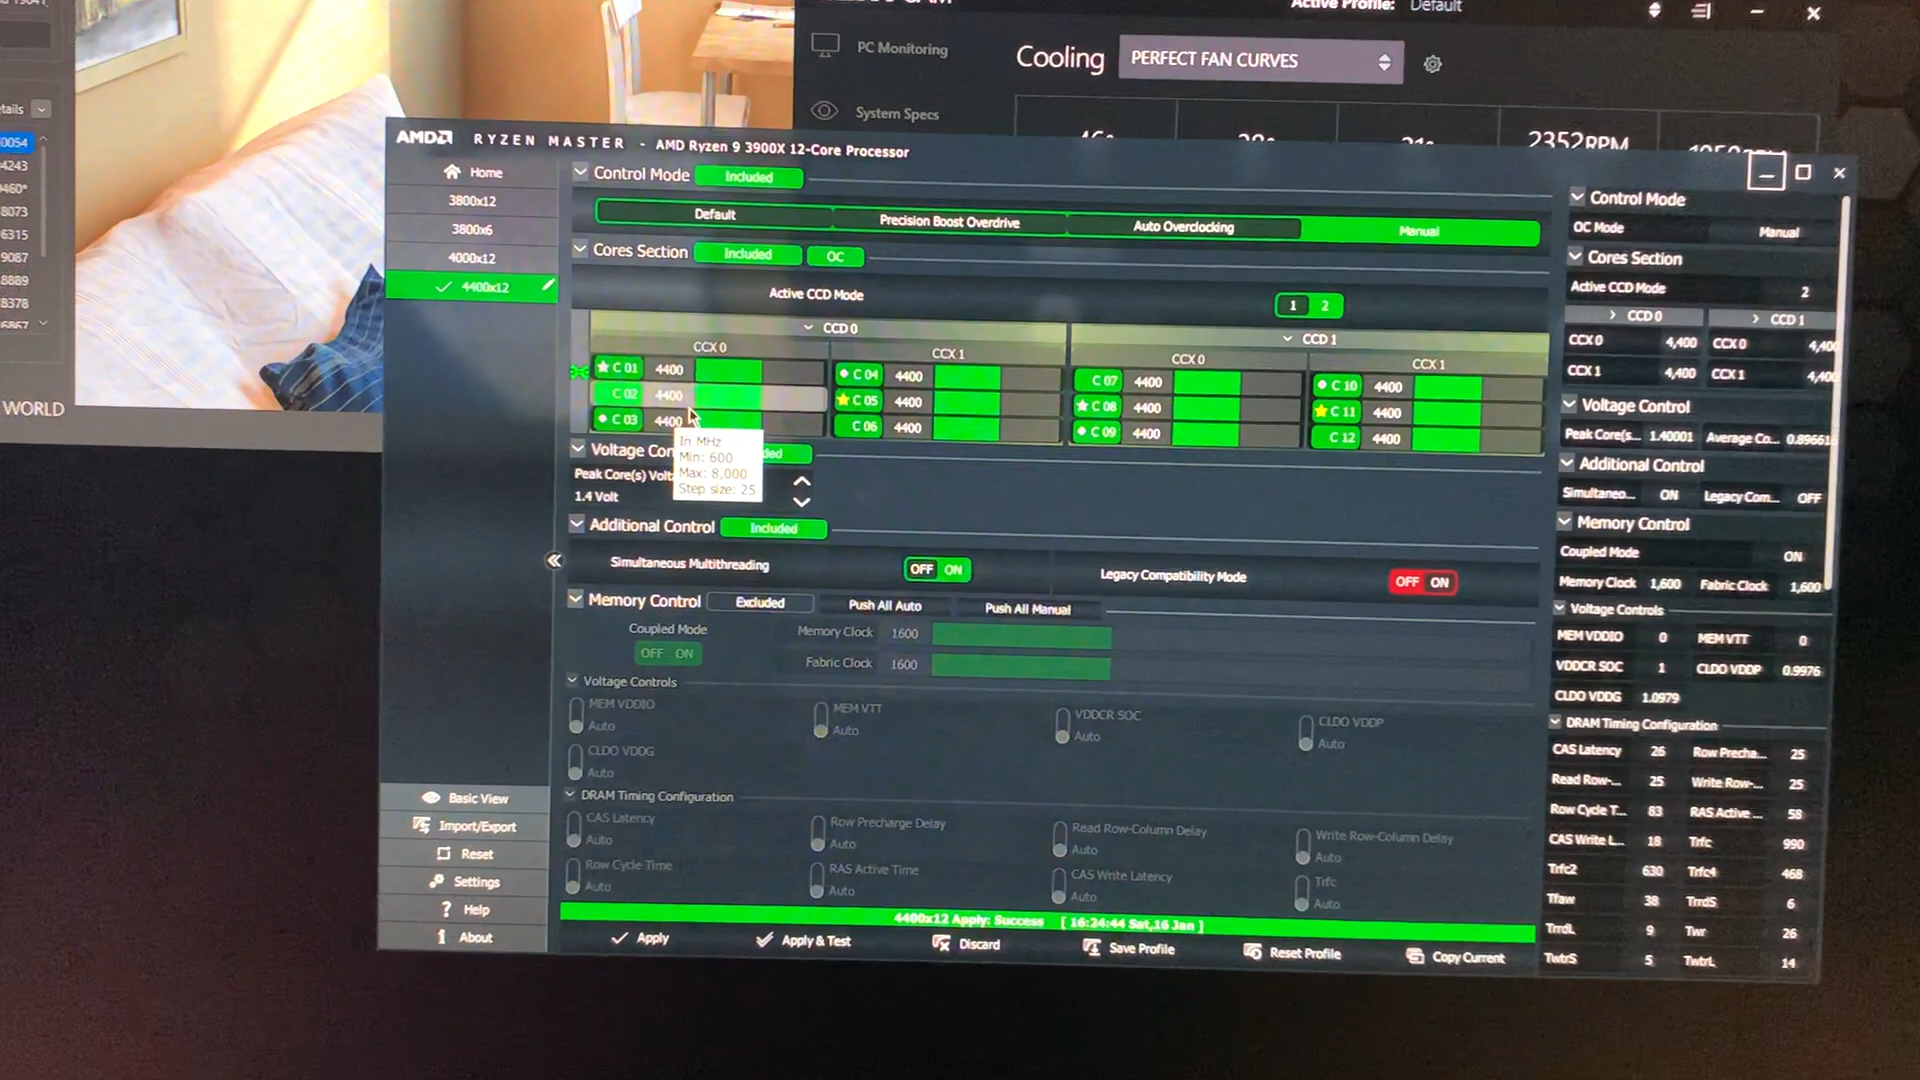 Active Profile: Default
PC Monitoring
Cooling
PERFECT FAN CURVES
System Specs
2352RPM
etails
0054
4243
9460*
8073
6315
9087
8889
8378
WORLD
AMD RYZEN MASTER - AMD Ryzen 9 3900X 12-Core Processor
Home
3800x12
3800x6
4000x12
4400x12
Basic View
Import/Export
Reset
Settings
Help
About
Control Mode Included
Default Precision Boost Overdrive Auto Overclocking Manual
Cores Section Included OC
Active CCD Mode 1 2
CCD 0 CCD 1
CCX 0 CCX 1 CCX 0 CCX 1
C 01 4400 C 04 4400 C 07 4400 C 10 4400
C 02 4400 C 05 4400 C 08 4400 C 11 4400
C 03 4400 C 06 4400 C 09 4400 C 12 4400
In MHz
Min: 600
Max: 8,000
Step size: 25
Voltage Con ded
Peak Core(s) Volt
1.4 Volt
Additional Control Included
Simultaneous Multithreading OFF ON Legacy Compatibility Mode OFF ON
Memory Control Excluded Push All Auto Push All Manual
Coupled Mode Memory Clock 1600
OFF ON Fabric Clock 1600
Voltage Controls
MEM VDDIO MEM VTT VDDCR SOC CLDO VDDP
Auto Auto Auto Auto
CLDO VDDG
Auto
DRAM Timing Configuration
CAS Latency Row Precharge Delay Read Row-Column Delay Write Row-Column Delay
Auto Auto Auto Auto
Row Cycle Time RAS Active Time CAS Write Latency Trfc
Auto Auto Auto Auto
4400x12 Apply: Success [ 16:24:44 Sat,16 Jan ]
Apply Apply & Test Discard Save Profile Reset Profile Copy Current
Control Mode
OC Mode Manual
Cores Section
Active CCD Mode 2
CCD 0 CCD 1
CCX 0 4,400 CCX 0 4,400
CCX 1 4,400 CCX 1 4,400
Voltage Control
Peak Core(s... 1.40001 Average Co... 0.89661
Additional Control
Simultaneo... ON Legacy Com... OFF
Memory Control
Coupled Mode ON
Memory Clock 1,600 Fabric Clock 1,600
Voltage Controls
MEM VDDIO 0 MEM VTT 0
VDDCR SOC 1 CLDO VDDP 0.9976
CLDO VDDG 1.0979
DRAM Timing Configuration
CAS Latency 26 Row Precha... 25
Read Row-... 25 Write Row-... 25
Row Cycle T... 83 RAS Active ... 58
CAS Write L... 18 Trfc 990
Trfc2 630 Trfc4 468
Tfaw 38 TrrdS 6
TrrdL 9 Twr 26
TwtrS 5 TwtrL 14